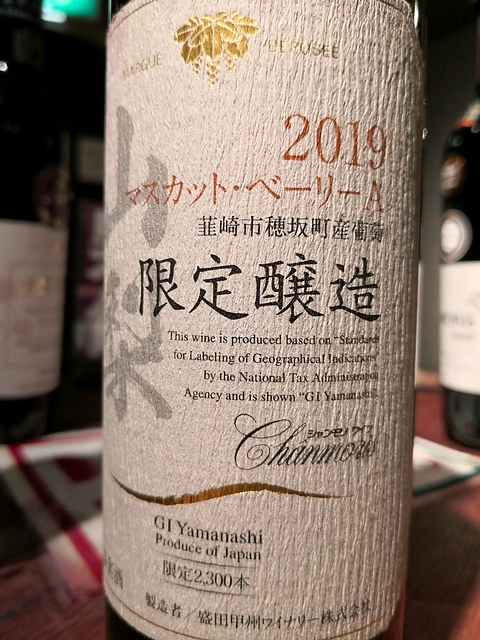 MARQUE DEPOSÉE
山梨
2019
マスカット・ベーリーA
韮崎市穂坂町産葡萄
限定醸造
This wine is produced based on "Standards
for Labeling of Geographical Indications"
by the National Tax Administration
Agency and is shown "GI Yamanashi".
シャンモリ ワイン
Chanmoris
GI Yamanashi
Produce of Japan
限定2,300本
製造者／盛田甲州ワイナリー株式会社